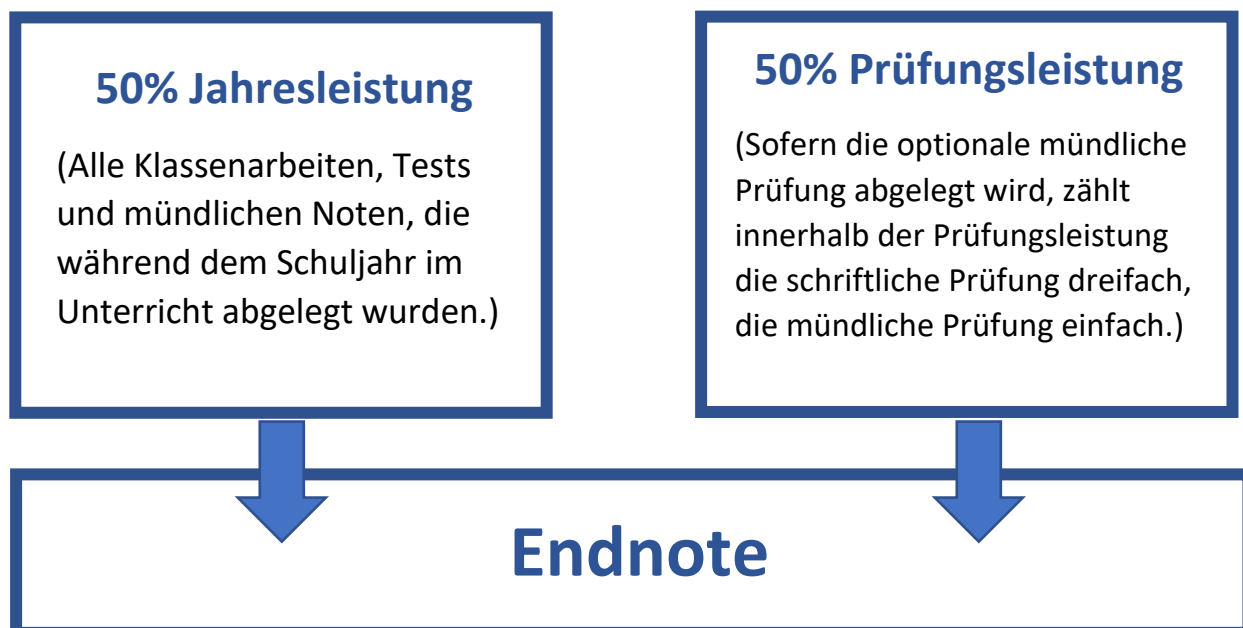 50% Jahresleistung
(Alle Klassenarbeiten, Tests
und mündlichen Noten, die
während dem Schuljahr im
Unterricht abgelegt wurden.)
50% Prüfungsleistung
(Sofern die optionale mündliche
Prüfung abgelegt wird, zählt
innerhalb der Prüfungsleistung
die schriftliche Prüfung dreifach,
die mündliche Prüfung einfach.)
Endnote